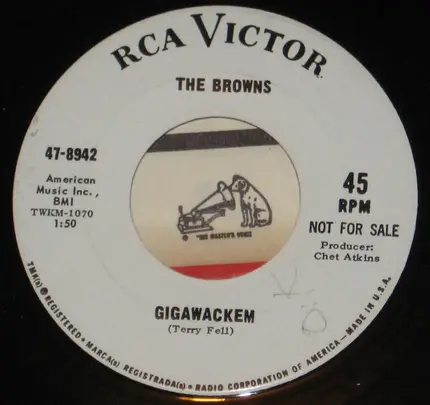 RCA VICTOR
THE BROWNS
47-8942
American
Music Inc.,
BMI
TWKM-1070
1:50
45
RPM
NOT FOR SALE
Producer:
Chet Atkins
"HIS MASTER'S VOICE"
GIGAWACKEM
(Terry Fell)
TMK(s) ® REGISTERED • MARCA(s) REGISTRADA(s) • RADIO CORPORATION OF AMERICA—MADE IN U.S.A.